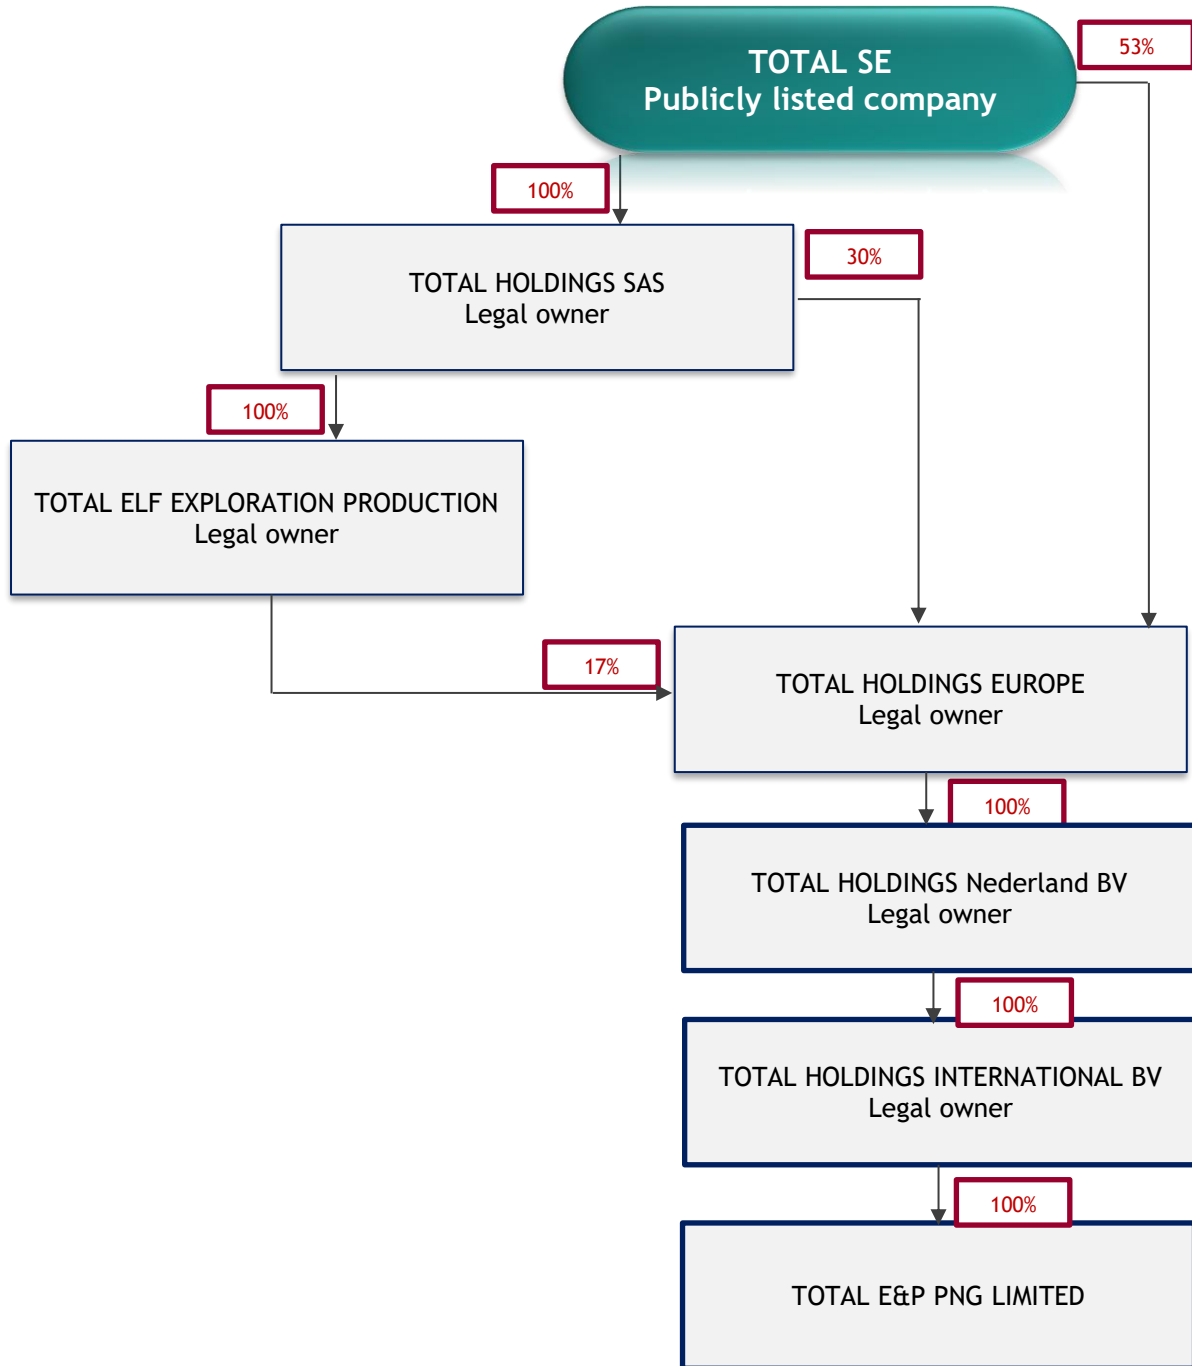 TOTAL SE
Publicly listed company
53%
100%
TOTAL HOLDINGS SAS
Legal owner
30%
100%
TOTAL ELF EXPLORATION PRODUCTION
Legal owner
17%
TOTAL HOLDINGS EUROPE
Legal owner
100%
TOTAL HOLDINGS Nederland BV
Legal owner
100%
TOTAL HOLDINGS INTERNATIONAL BV
Legal owner
100%
TOTAL E&P PNG LIMITED